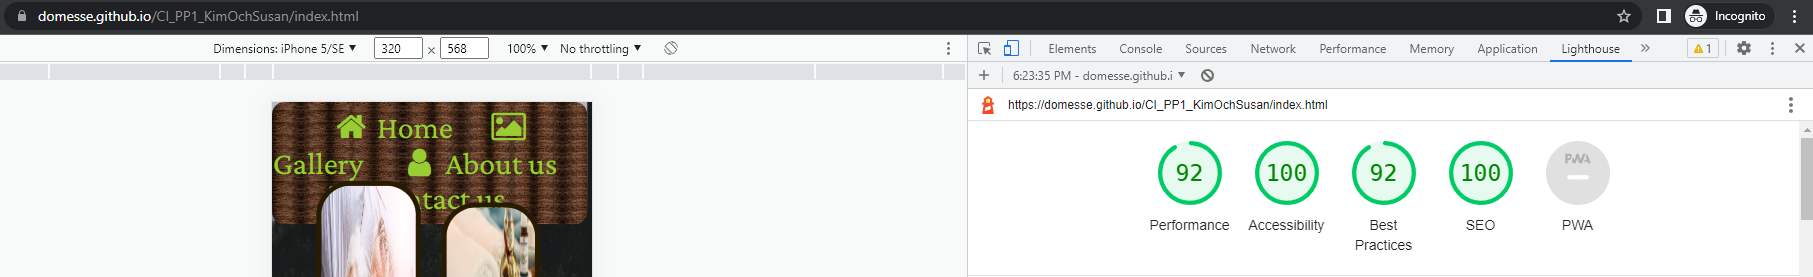 domesse.github.io/CI_PP1_KimOchSusan/index.html
Incognito
Dimensions: iPhone 5/SE 320 × 568 100% No throttling
Elements Console Sources Network Performance Memory Application Lighthouse » 1
6:23:35 PM - domesse.github.i
https://domesse.github.io/CI_PP1_KimOchSusan/index.html
Home
Gallery About us
tact us
92 100 92 100 PWA
Performance Accessibility Best Practices SEO PWA